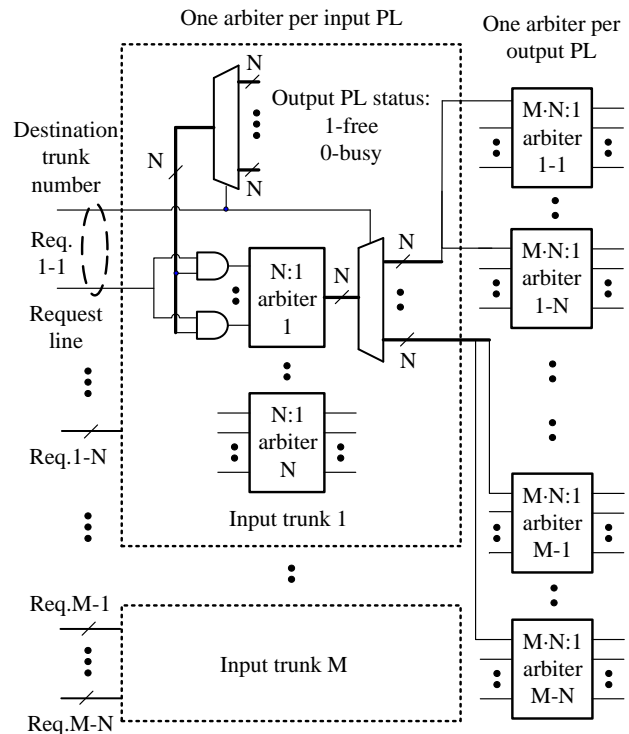 One arbiter per input PL
One arbiter per
output PL
N
Output PL status:
1-free
0-busy
N
N
Destination
trunk
number
Req.
1-1
Request
line
N:1
arbiter
1
N
N
N
M·N:1
arbiter
1-1
M·N:1
arbiter
1-N
N:1
arbiter
N
Req.1-N
Input trunk 1
M·N:1
arbiter
M-1
Req.M-1
Input trunk M
Req.M-N
M·N:1
arbiter
M-N